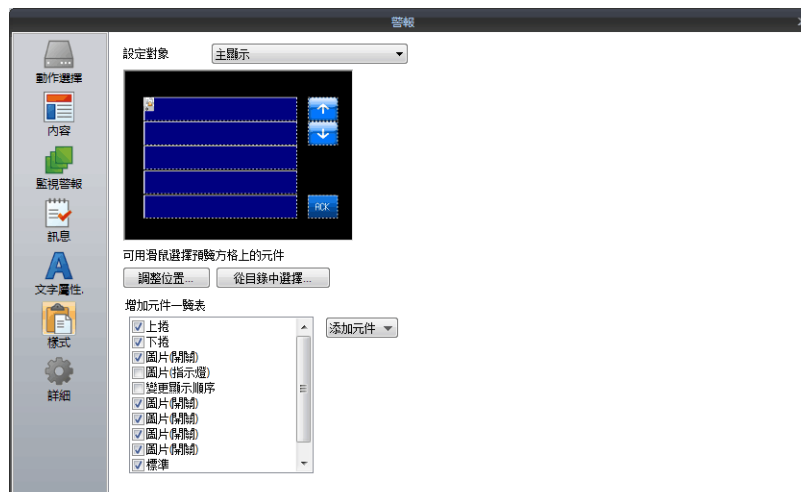 警報
動作選擇
內容
監視警報
訊息
文字屬性.
樣式
詳細
設定對象 主顯示
ACK
可用滑鼠選擇預覽方格上的元件
調整位置... 從目錄中選擇...
增加元件一覽表
上捲
下捲
圖片(開關)
圖片(指示燈)
變更顯示順序
圖片(開關)
圖片(開關)
圖片(開關)
圖片(開關)
標準
添加元件